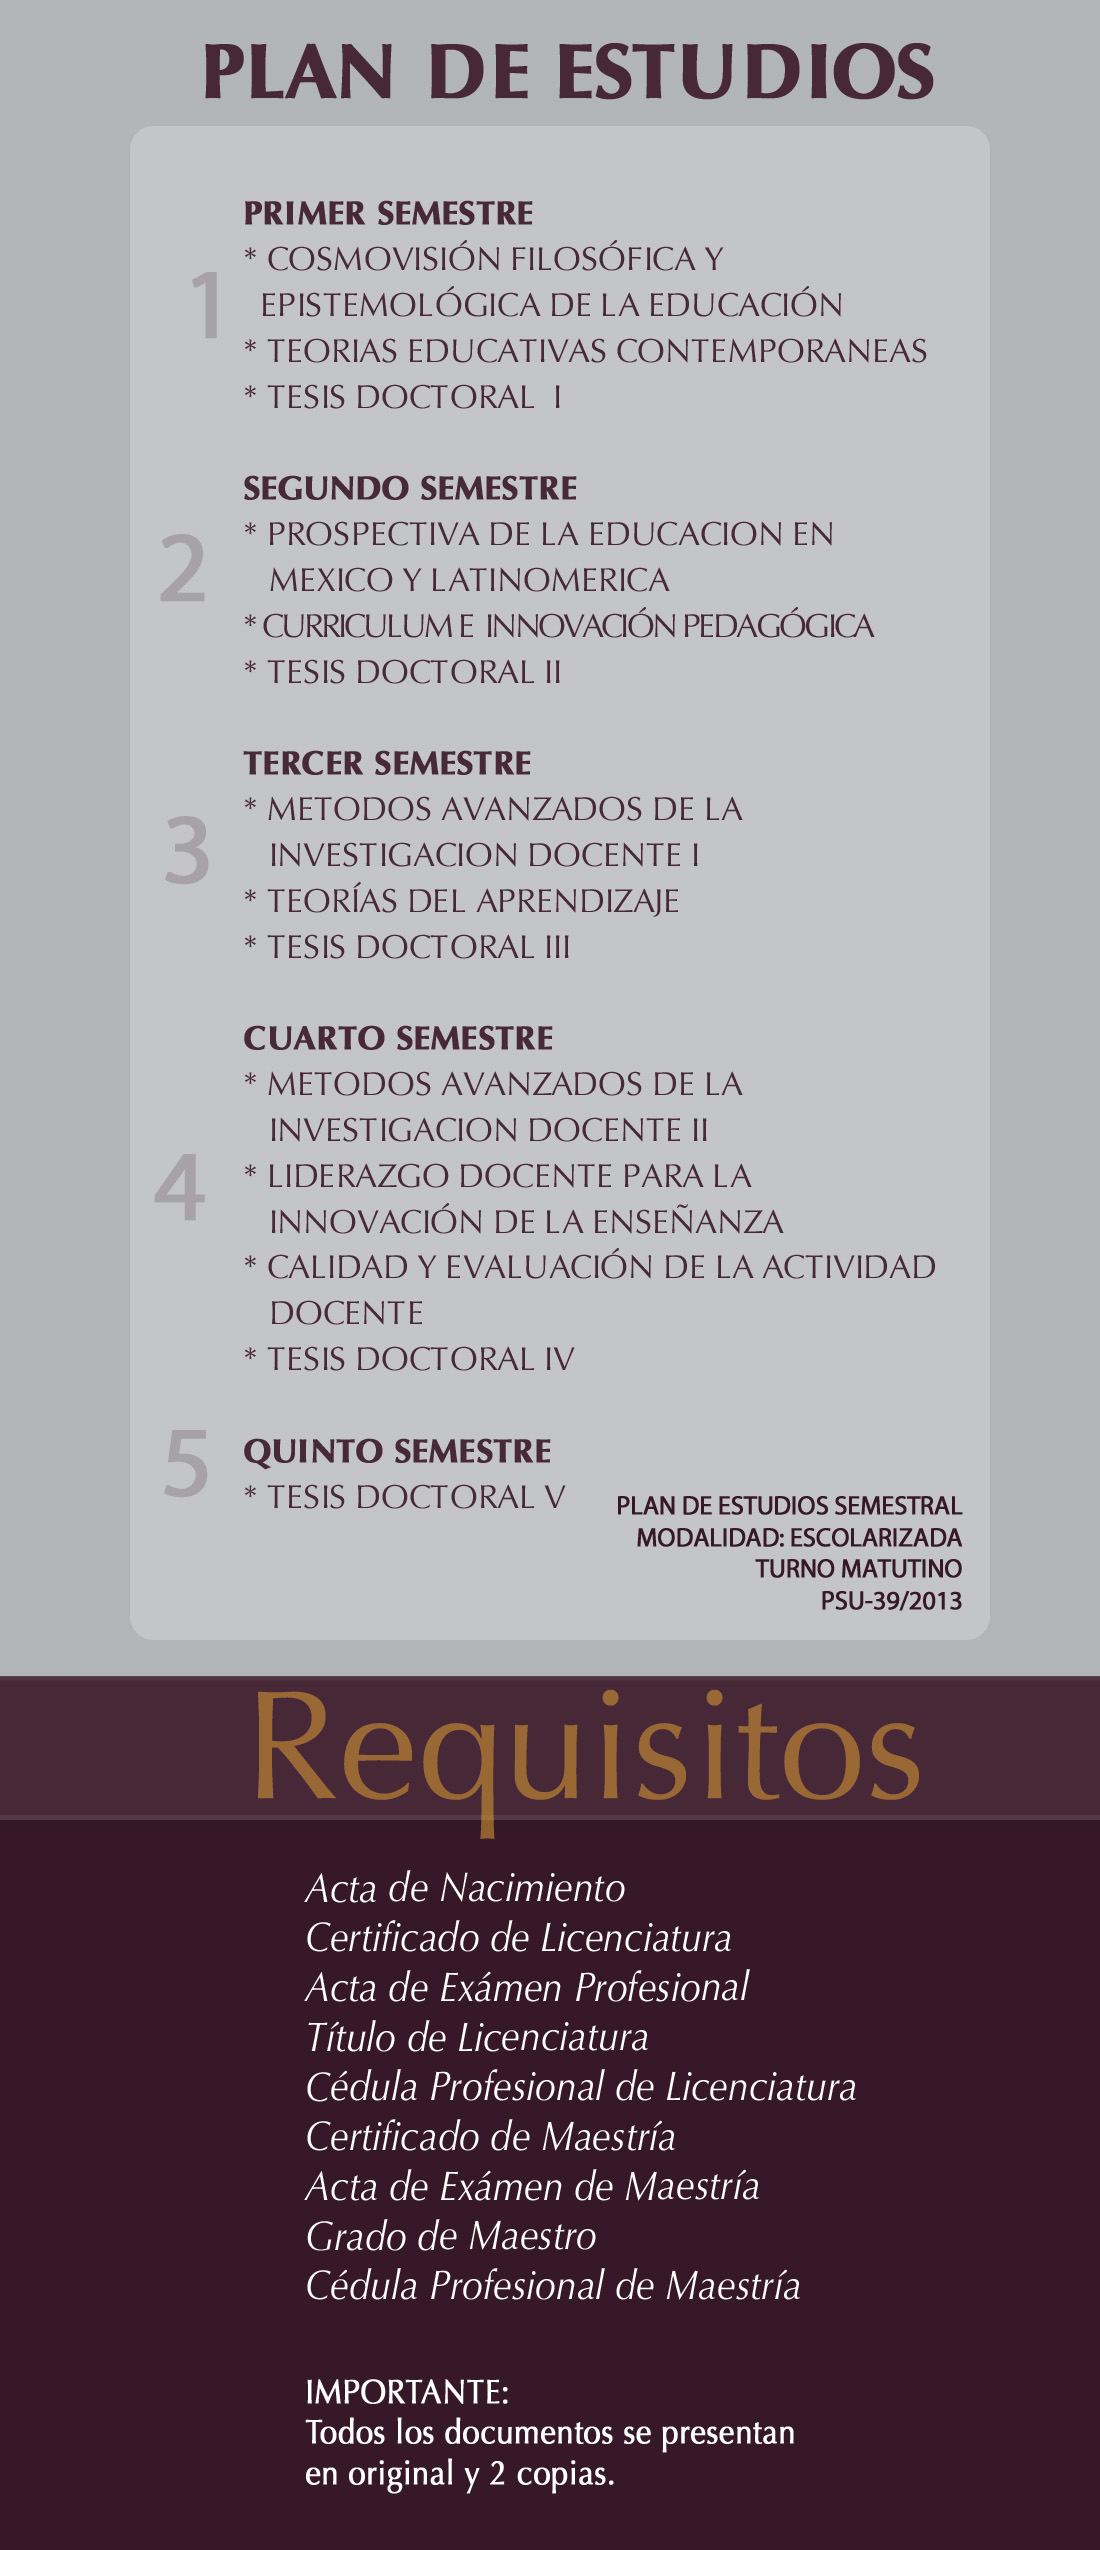 PLAN DE ESTUDIOS
PRIMER SEMESTRE
1
* COSMOVISIÓN FILOSÓFICA Y
EPISTEMOLÓGICA DE LA EDUCACIÓN
* TEORIAS EDUCATIVAS CONTEMPORANEAS
* TESIS DOCTORAL I
SEGUNDO SEMESTRE
2
* PROSPECTIVA DE LA EDUCACION EN
MEXICO Y LATINOMERICA
* CURRICULUM E INNOVACIÓN PEDAGÓGICA
* TESIS DOCTORAL II
TERCER SEMESTRE
3
* METODOS AVANZADOS DE LA
INVESTIGACION DOCENTE I
* TEORÍAS DEL APRENDIZAJE
* TESIS DOCTORAL III
CUARTO SEMESTRE
4
* METODOS AVANZADOS DE LA
INVESTIGACION DOCENTE II
* LIDERAZGO DOCENTE PARA LA
INNOVACIÓN DE LA ENSEÑANZA
* CALIDAD Y EVALUACIÓN DE LA ACTIVIDAD
DOCENTE
* TESIS DOCTORAL IV
5
QUINTO SEMESTRE
* TESIS DOCTORAL V
PLAN DE ESTUDIOS SEMESTRAL
MODALIDAD: ESCOLARIZADA
TURNO MATUTINO
PSU-39/2013
Requisitos
Acta de Nacimiento
Certificado de Licenciatura
Acta de Exámen Profesional
Título de Licenciatura
Cédula Profesional de Licenciatura
Certificado de Maestría
Acta de Exámen de Maestría
Grado de Maestro
Cédula Profesional de Maestría
IMPORTANTE:
Todos los documentos se presentan
en original y 2 copias.